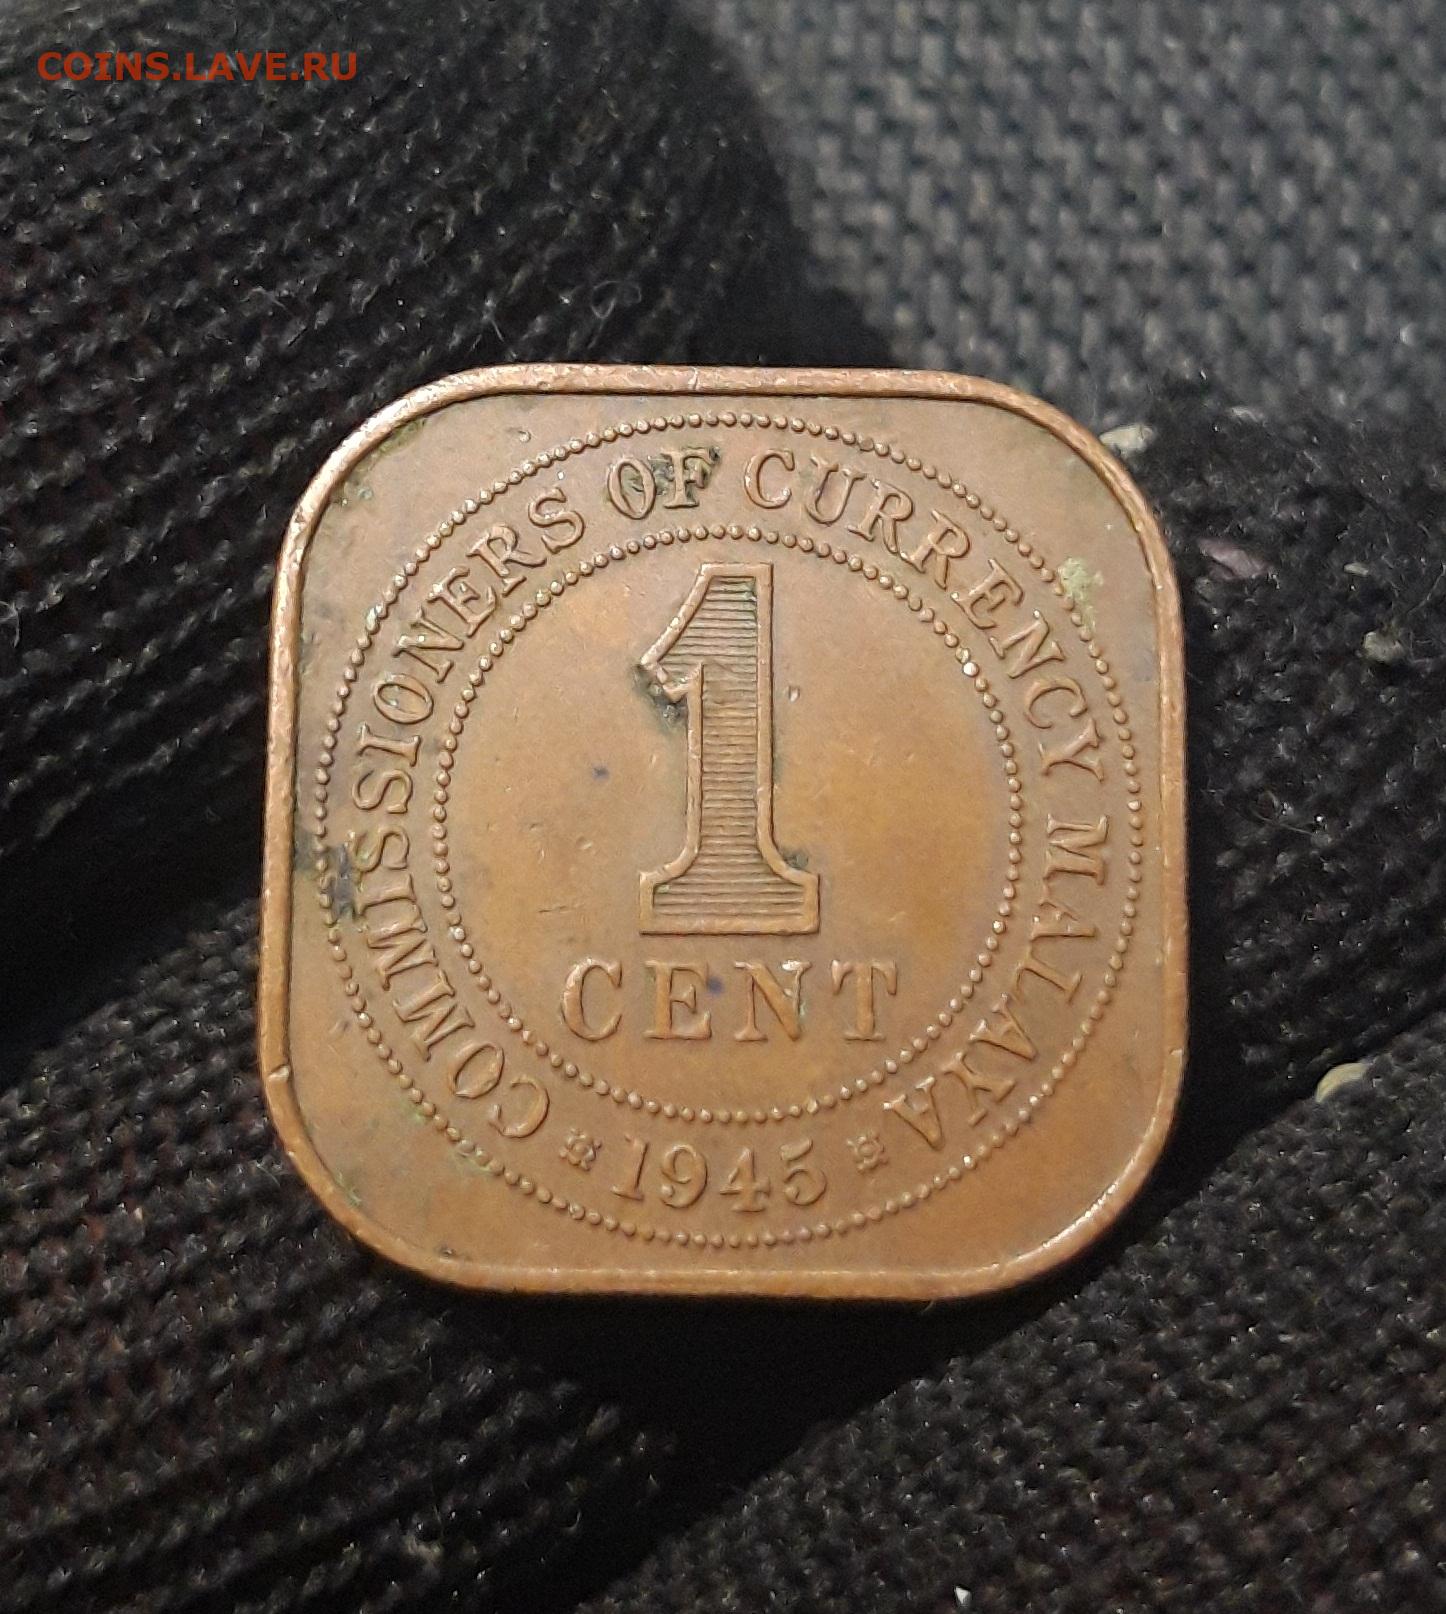 COINS.LAVE.RU
COMMISSIONERS OF CURRENCY MALAYA
1
CENT
1945